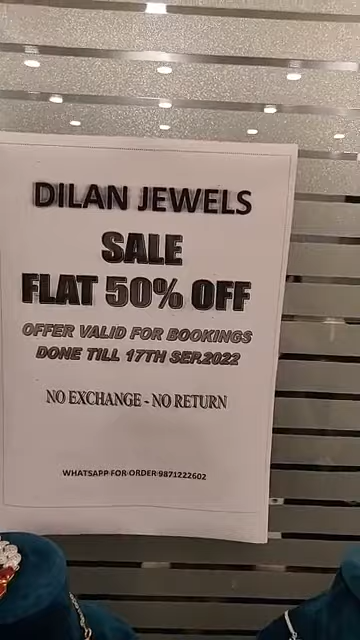 DILAN JEWELS
SALE
FLAT 50% OFF
OFFER VALID FOR BOOKINGS
DONE TILL 17TH SEP.2022
NO EXCHANGE - NO RETURN
WHATSAPP FOR ORDER 9871222602